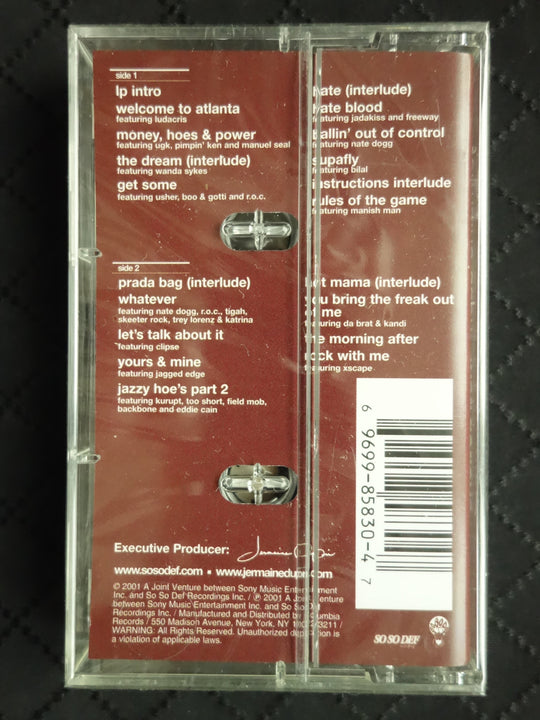 side 1
lp intro
welcome to atlanta
featuring ludacris
money, hoes & power
featuring ugk, pimpin' ken and manuel seal
the dream (interlude)
featuring wanda sykes
get some
featuring usher, boo & gotti and r.o.c.
hate (interlude)
hate blood
featuring jadakiss and freeway
ballin' out of control
featuring nate dogg
supafly
featuring bilal
instructions interlude
rules of the game
featuring manish man
side 2
prada bag (interlude)
whatever
featuring nate dogg, r.o.c., tigah,
skeeter rock, trey lorenz & katrina
let's talk about it
featuring clipse
yours & mine
featuring jagged edge
jazzy hoe's part 2
featuring kurupt, too short, field mob,
backbone and eddie cain
hot mama (interlude)
you bring the freak out
of me
featuring da brat & kandi
the morning after
rock with me
featuring xscape
6 9699-85830-4 7
Executive Producer: Jermaine Dupri
www.sosodef.com • www.jermainedupri.com
© 2001 A Joint Venture between Sony Music Entertainment
Inc. and So So Def Recordings Inc. / ℗ 2001 A Joint Venture
between Sony Music Entertainment Inc. and So So Def
Recordings Inc. / Manufactured and Distributed by Columbia
Records / 550 Madison Avenue, New York, NY 10022-3211 /
WARNING: All Rights Reserved. Unauthorized duplication is
a violation of applicable laws.
SO SO DEF